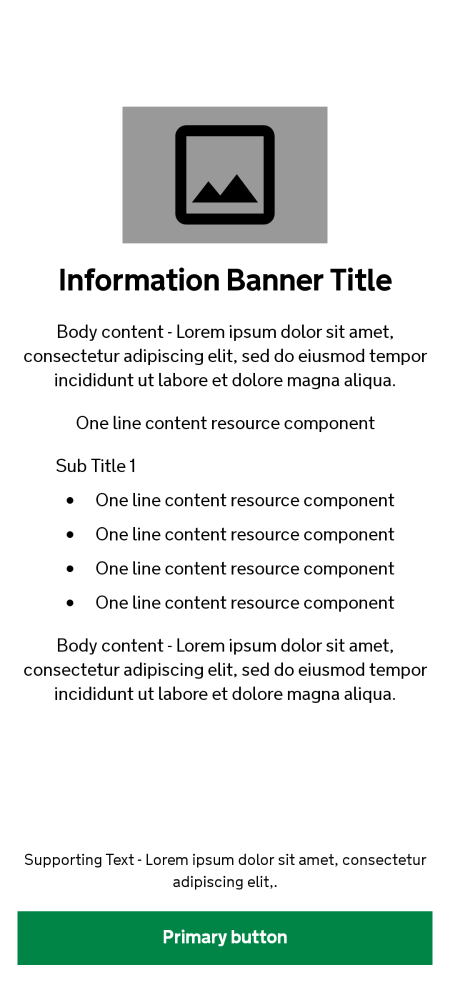 Information Banner Title
Body content - Lorem ipsum dolor sit amet,
consectetur adipiscing elit, sed do eiusmod tempor
incididunt ut labore et dolore magna aliqua.
One line content resource component
Sub Title 1
• One line content resource component
• One line content resource component
• One line content resource component
• One line content resource component
Body content - Lorem ipsum dolor sit amet,
consectetur adipiscing elit, sed do eiusmod tempor
incididunt ut labore et dolore magna aliqua.
Supporting Text - Lorem ipsum dolor sit amet, consectetur
adipiscing elit,.
Primary button